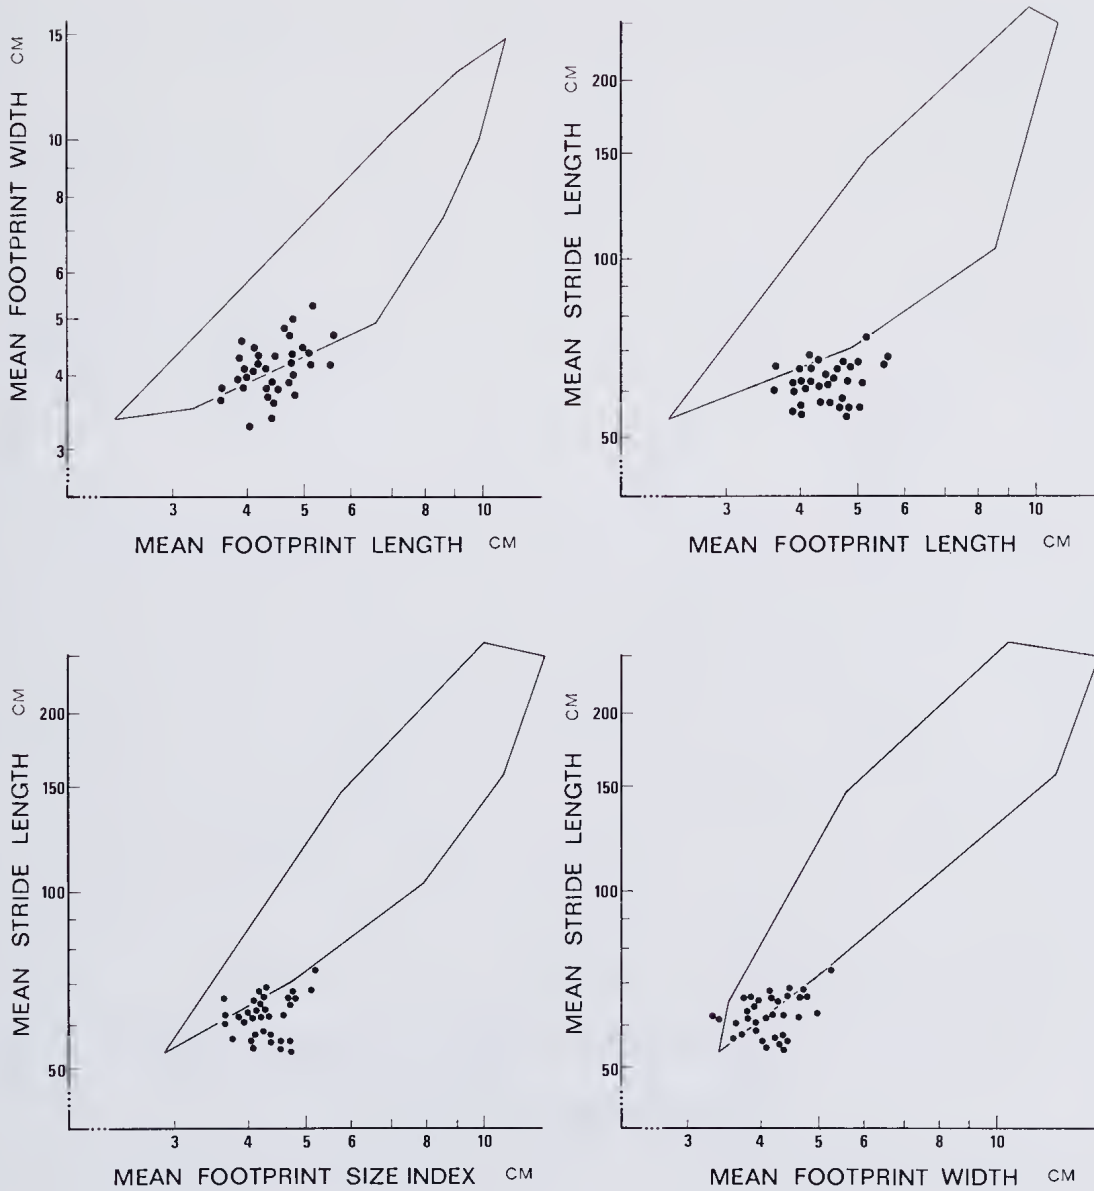 MEAN FOOTPRINT WIDTH CM
15
10
8
6
5
4
3
3 4 5 6 8 10
MEAN FOOTPRINT LENGTH CM
MEAN STRIDE LENGTH CM
200
150
100
50
3 4 5 6 8 10
MEAN FOOTPRINT LENGTH CM
MEAN STRIDE LENGTH CM
200
150
100
50
3 4 5 6 8 10
MEAN FOOTPRINT SIZE INDEX CM
MEAN STRIDE LENGTH CM
200
150
100
50
3 4 5 6 10
MEAN FOOTPRINT WIDTH CM